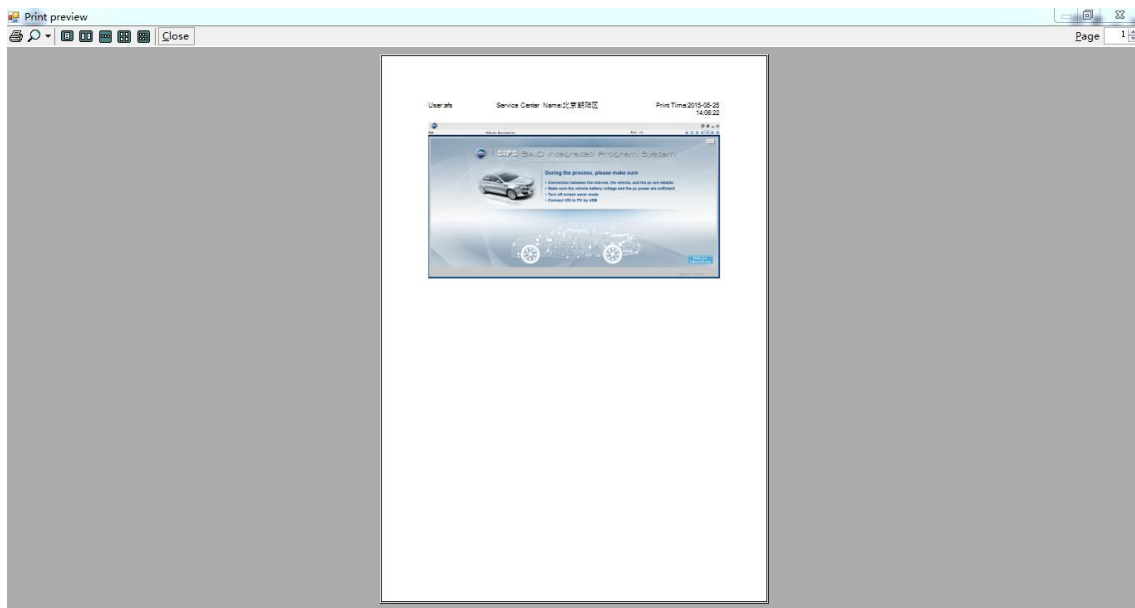 Print preview
Close
Page 1
User:afs Service Center Name:北京朝阳区 Print Time:2015-05-25
14:06:22
SIPS BAIC Integrated Program System
During the process, please make sure
• Connection between the internet, the vehicle, and the pc are reliable
• Make sure the vehicle battery voltage and the pc power are sufficient
• Turn off screen saver mode
• Connect VDI to PC by USB